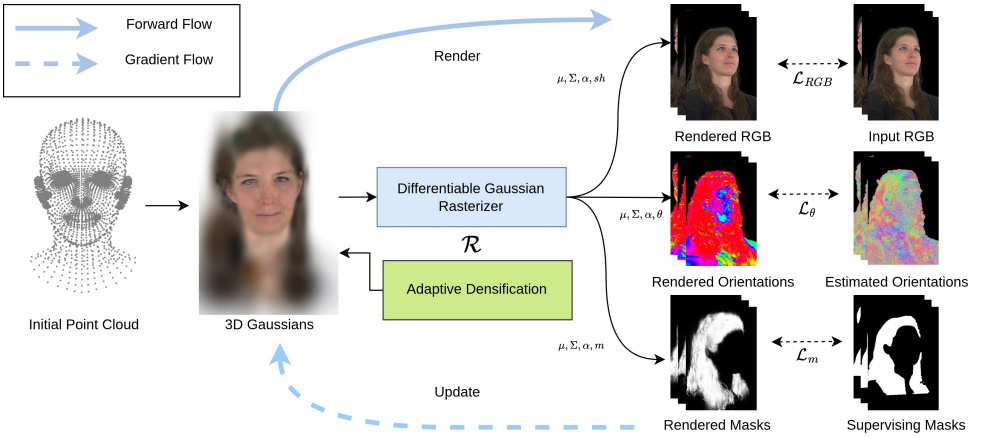 Forward Flow
Gradient Flow
Render
μ, Σ, α, sh
Rendered RGB
ℒ_RGB
Input RGB
Differentiable Gaussian
Rasterizer
ℛ
Adaptive Densification
μ, Σ, α, θ
Rendered Orientations
ℒ_θ
Estimated Orientations
Initial Point Cloud
3D Gaussians
μ, Σ, α, m
ℒ_m
Update
Rendered Masks
Supervising Masks